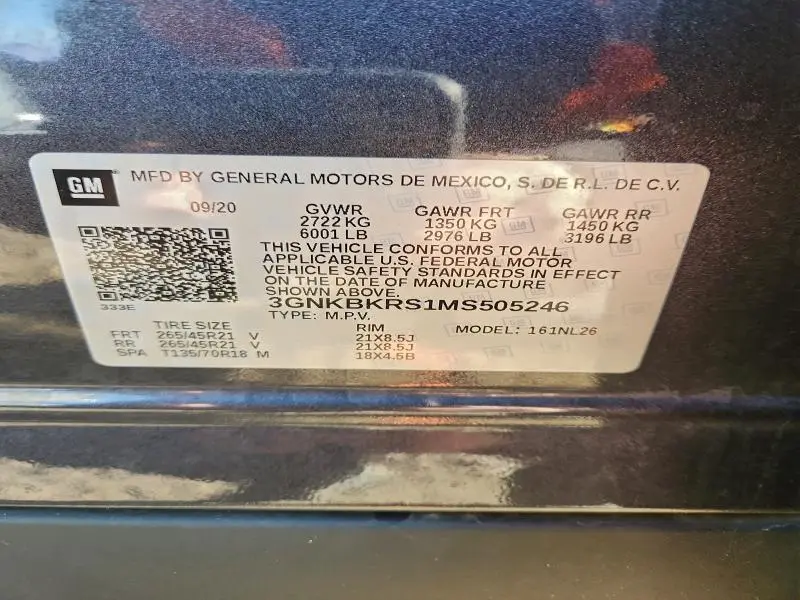 GM MFD BY GENERAL MOTORS DE MEXICO, S. DE R.L. DE C.V.
09/20 GVWR GAWR FRT GAWR RR
2722 KG 1350 KG 1450 KG
6001 LB 2976 LB 3196 LB
THIS VEHICLE CONFORMS TO ALL
APPLICABLE U.S. FEDERAL MOTOR
VEHICLE SAFETY STANDARDS IN EFFECT
ON THE DATE OF MANUFACTURE
SHOWN ABOVE.
333E 3GNKBKRS1MS505246
TYPE: M.P.V.
TIRE SIZE RIM MODEL: 161NL26
FRT 265/45R21 V 21X8.5J
RR 265/45R21 V 21X8.5J
SPA T135/70R18 M 18X4.5B